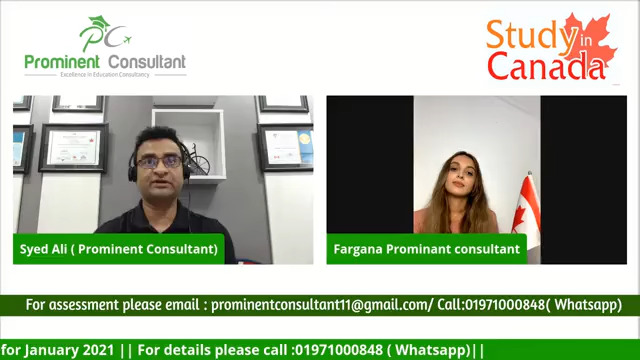 PC
Prominent Consultant
Excellence in Education Consultancy
Study in
Canada
Syed Ali ( Prominent Consultant)
Fargana Prominant consultant
For assessment please email : prominentconsultant11@gmail.com/ Call:01971000848( Whatsapp)
for January 2021 || For details please call :01971000848 ( Whatsapp)||